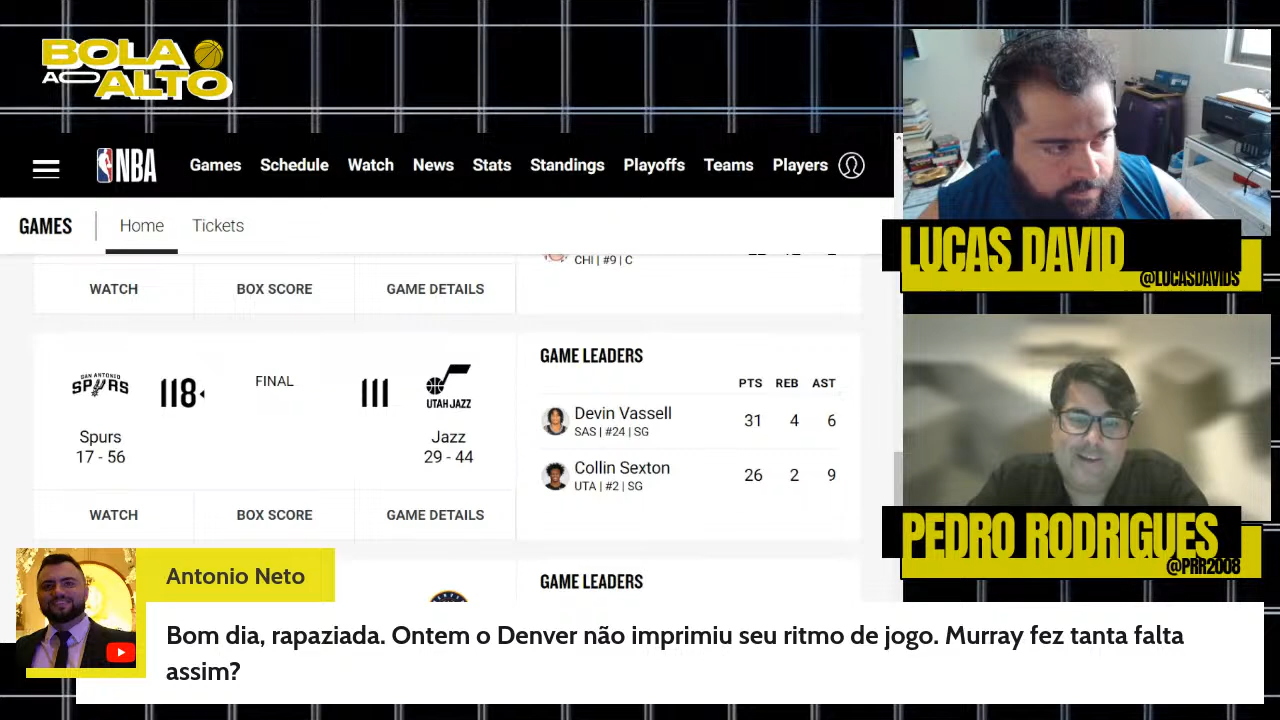 BOLA
AO
ALTO
NBA
Games Schedule Watch News Stats Standings Playoffs Teams Players
GAMES Home Tickets
CHI | #9 | C
WATCH BOX SCORE GAME DETAILS
SAN ANTONIO
SPURS
118
FINAL
111
UTAH JAZZ
Spurs
17 - 56
Jazz
29 - 44
GAME LEADERS
PTS REB AST
Devin Vassell
SAS | #24 | SG
31 4 6
Collin Sexton
UTA | #2 | SG
26 2 9
WATCH BOX SCORE GAME DETAILS
GAME LEADERS
LUCAS DAVID
@LUCASDAVIDS
PEDRO RODRIGUES
@PRR2008
Antonio Neto
Bom dia, rapaziada. Ontem o Denver não imprimiu seu ritmo de jogo. Murray fez tanta falta
assim?